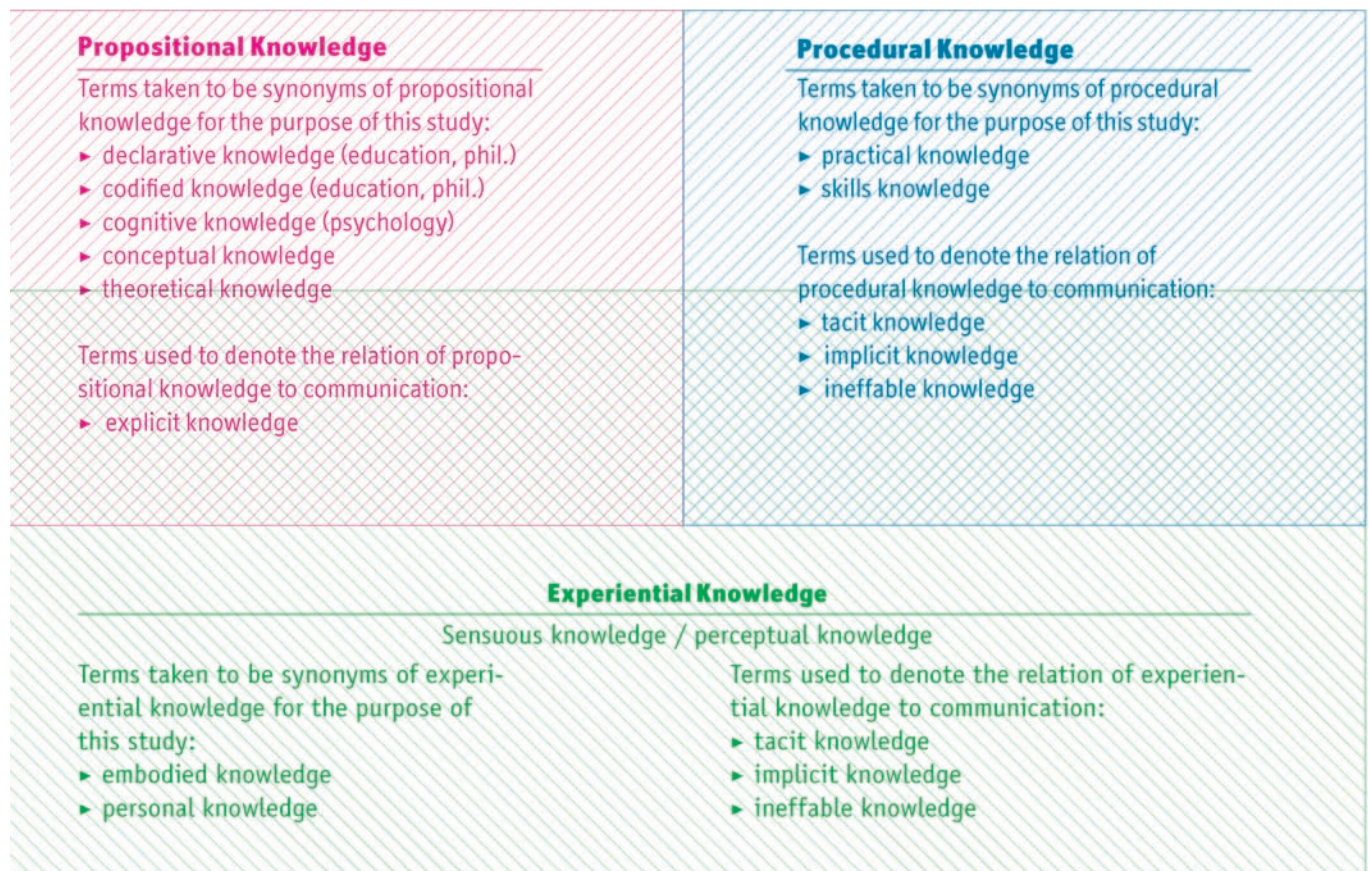 Propositional Knowledge
Terms taken to be synonyms of propositional
knowledge for the purpose of this study:
► declarative knowledge (education, phil.)
► codified knowledge (education, phil.)
► cognitive knowledge (psychology)
► conceptual knowledge
► theoretical knowledge
Terms used to denote the relation of propo-
sitional knowledge to communication:
► explicit knowledge
Procedural Knowledge
Terms taken to be synonyms of procedural
knowledge for the purpose of this study:
► practical knowledge
► skills knowledge
Terms used to denote the relation of
procedural knowledge to communication:
► tacit knowledge
► implicit knowledge
► ineffable knowledge
Experiential Knowledge
Sensuous knowledge / perceptual knowledge
Terms taken to be synonyms of experi-
ential knowledge for the purpose of
this study:
► embodied knowledge
► personal knowledge
Terms used to denote the relation of experien-
tial knowledge to communication:
► tacit knowledge
► implicit knowledge
► ineffable knowledge